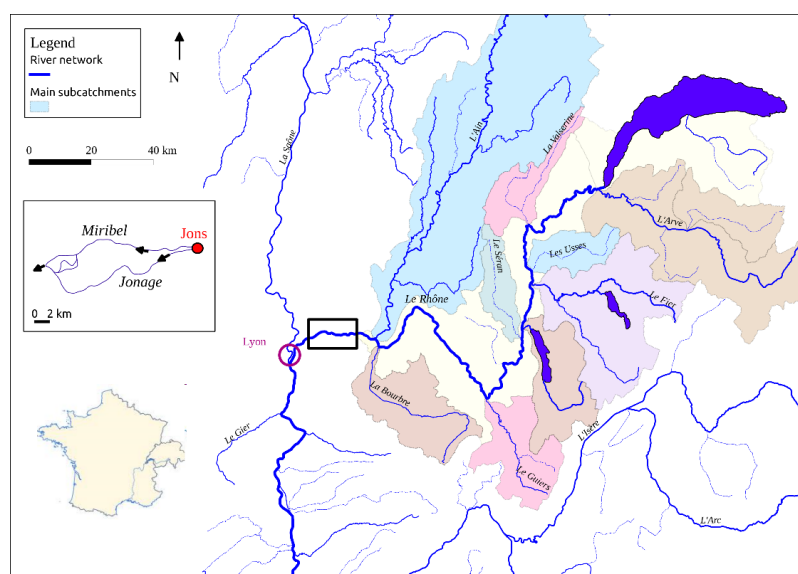 Legend
River network
Main subcatchments
N
0 20 40 km
Miribel
Jons
Jonage
0 2 km
La Saône
L'Ain
La Valserine
L'Arve
Le Séran
Les Usses
Le Rhône
Le Fier
Lyon
La Bourbre
Le Gier
L'Isère
Le Guiers
L'Arc